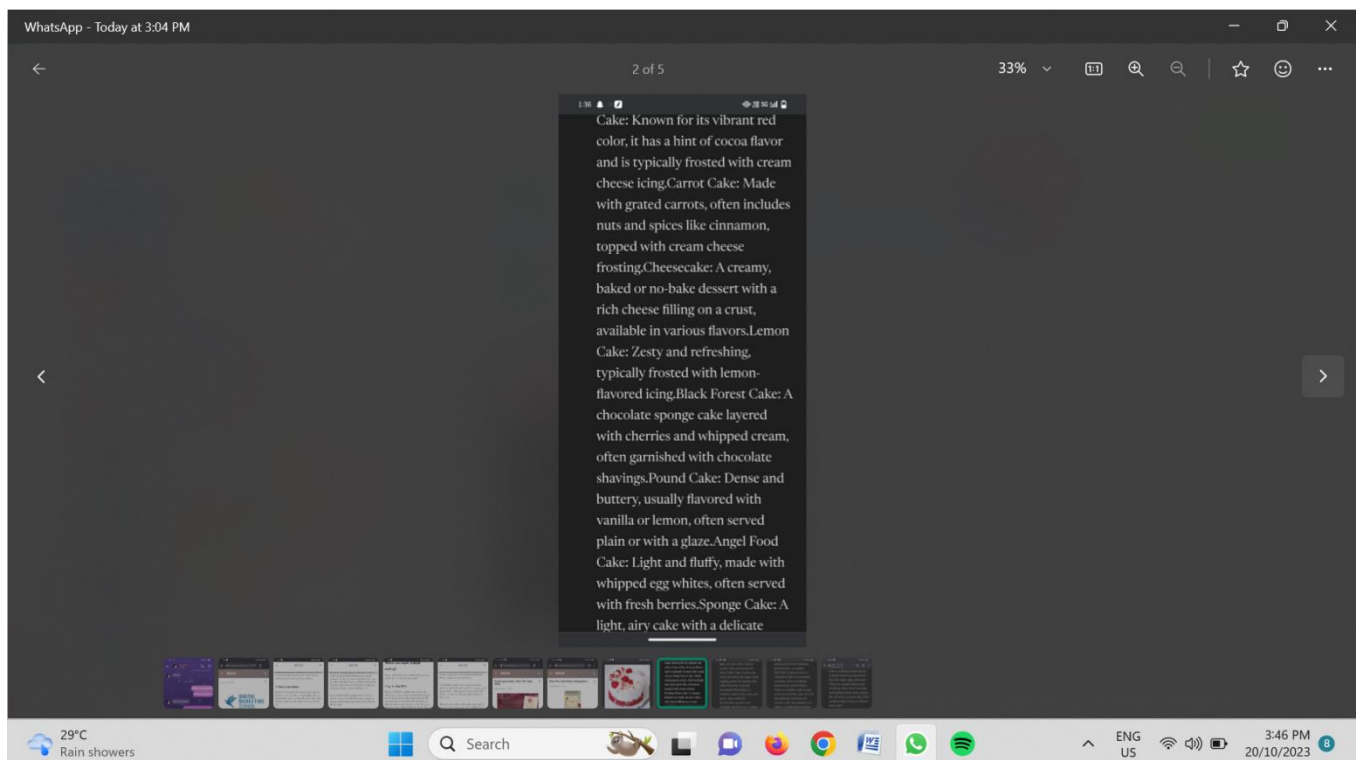 WhatsApp - Today at 3:04 PM
2 of 5
33%
1:36
Cake: Known for its vibrant red
color, it has a hint of cocoa flavor
and is typically frosted with cream
cheese icing.Carrot Cake: Made
with grated carrots, often includes
nuts and spices like cinnamon,
topped with cream cheese
frosting.Cheesecake: A creamy,
baked or no-bake dessert with a
rich cheese filling on a crust,
available in various flavors.Lemon
Cake: Zesty and refreshing,
typically frosted with lemon-
flavored icing.Black Forest Cake: A
chocolate sponge cake layered
with cherries and whipped cream,
often garnished with chocolate
shavings.Pound Cake: Dense and
buttery, usually flavored with
vanilla or lemon, often served
plain or with a glaze.Angel Food
Cake: Light and fluffy, made with
whipped egg whites, often served
with fresh berries.Sponge Cake: A
light, airy cake with a delicate
29°C
Rain showers
Search
ENG
US
3:46 PM
20/10/2023
8